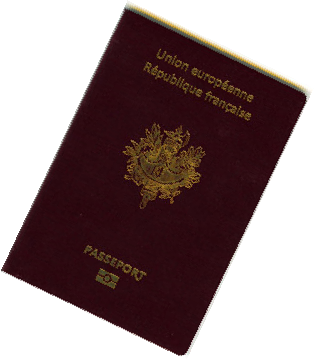 Union européenne
République française
PASSEPORT